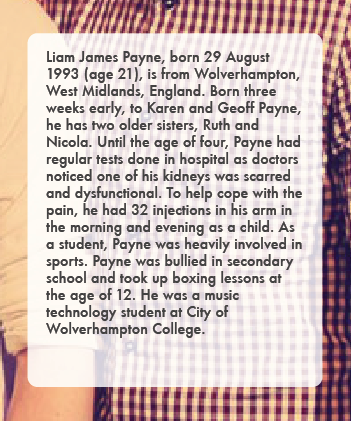 Liam James Payne, born 29 August
1993 (age 21), is from Wolverhampton,
West Midlands, England. Born three
weeks early, to Karen and Geoff Payne,
he has two older sisters, Ruth and
Nicola. Until the age of four, Payne had
regular tests done in hospital as doctors
noticed one of his kidneys was scarred
and dysfunctional. To help cope with the
pain, he had 32 injections in his arm in
the morning and evening as a child. As
a student, Payne was heavily involved in
sports. Payne was bullied in secondary
school and took up boxing lessons at
the age of 12. He was a music
technology student at City of
Wolverhampton College.